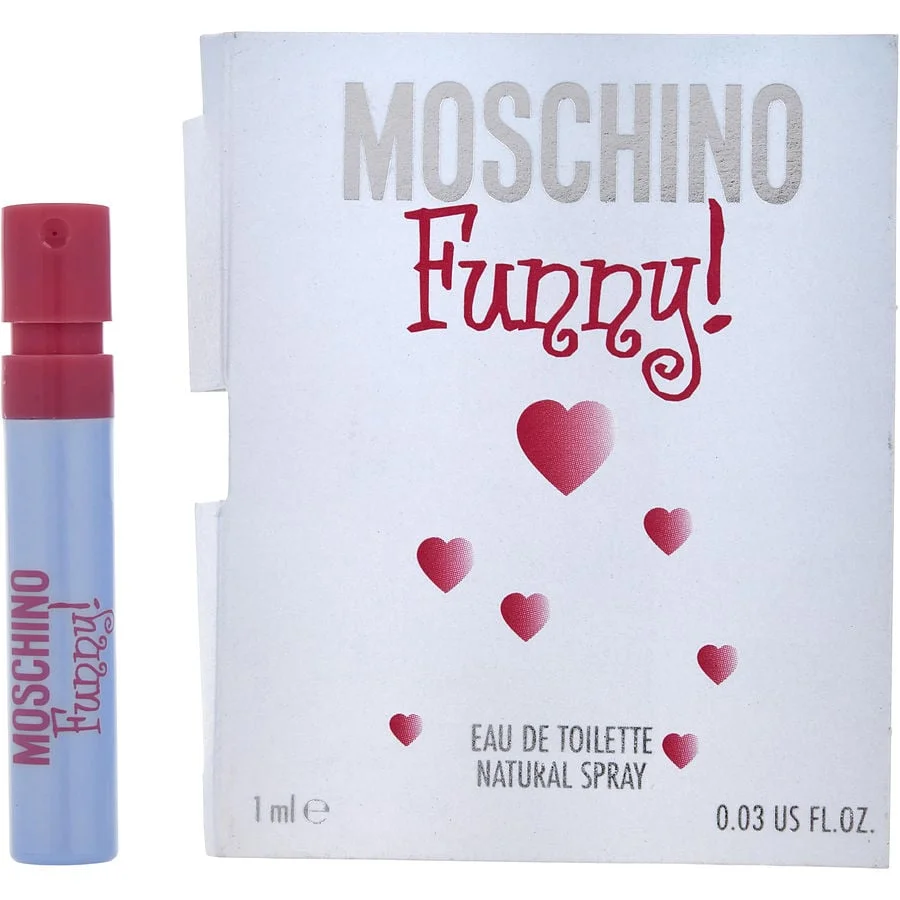 MOSCHINO
Funny!
MOSCHINO
Funny!
EAU DE TOILETTE
NATURAL SPRAY
1 ml ℮
0.03 US FL.OZ.